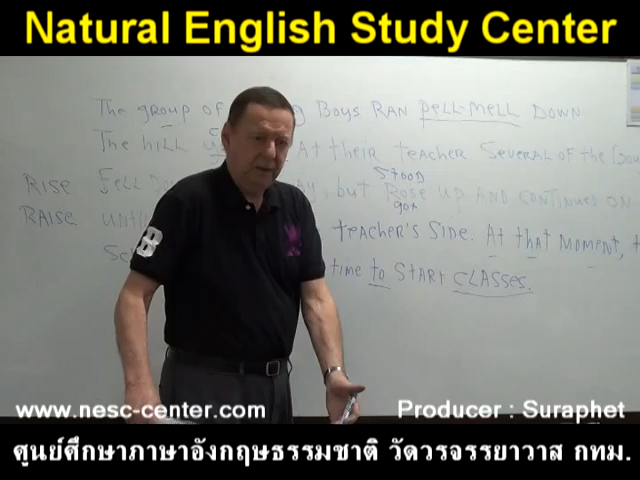 Natural English Study Center
The group of Boys RAN pell-mell DOWN
The hill At their teacher several of the
STOOD
RISE Fell but Rose UP AND CONTINUED ON
got
RAISE until teacher's side. At that MOMENT,
time to START CLASSES.
8
www.nesc-center.com Producer : Suraphet
ศูนย์ศึกษาภาษาอังกฤษธรรมชาติ วัดวรจรรยาวาส กทม.